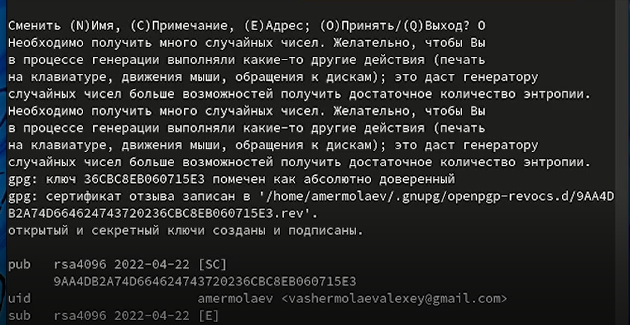 Сменить (N)Имя, (C)Примечание, (E)Адрес; (O)Принять/(Q)Выход? O
Необходимо получить много случайных чисел. Желательно, чтобы Вы
в процессе генерации выполняли какие-то другие действия (печать
на клавиатуре, движения мыши, обращения к дискам); это даст генератору
случайных чисел больше возможностей получить достаточное количество энтропии.
Необходимо получить много случайных чисел. Желательно, чтобы Вы
в процессе генерации выполняли какие-то другие действия (печать
на клавиатуре, движения мыши, обращения к дискам); это даст генератору
случайных чисел больше возможностей получить достаточное количество энтропии.
gpg: ключ 36CBC8EB060715E3 помечен как абсолютно доверенный
gpg: сертификат отзыва записан в '/home/amermolaev/.gnupg/openpgp-revocs.d/9AA4D
B2A74D664624743720236CBC8EB060715E3.rev'.
открытый и секретный ключи созданы и подписаны.
pub rsa4096 2022-04-22 [SC]
9AA4DB2A74D664624743720236CBC8EB060715E3
uid amermolaev <vashermolaevalexey@gmail.com>
sub rsa4096 2022-04-22 [E]